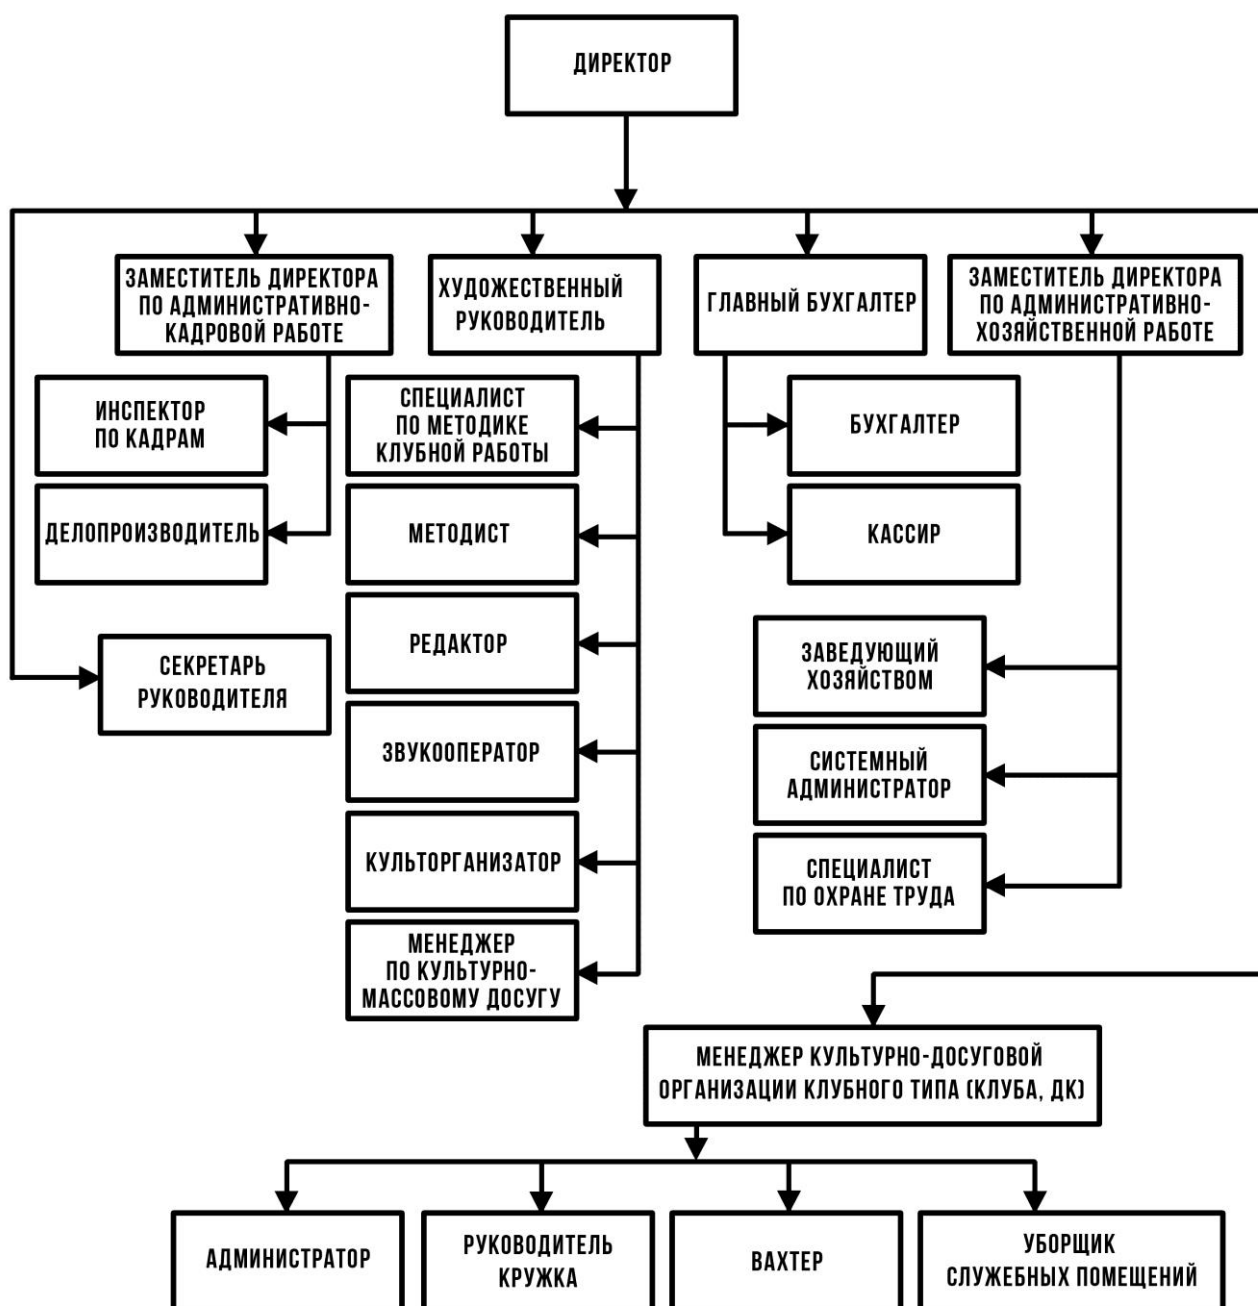 ДИРЕКТОР
ЗАМЕСТИТЕЛЬ ДИРЕКТОРА
ПО АДМИНИСТРАТИВНО-
КАДРОВОЙ РАБОТЕ
ХУДОЖЕСТВЕННЫЙ
РУКОВОДИТЕЛЬ
ГЛАВНЫЙ БУХГАЛТЕР
ЗАМЕСТИТЕЛЬ ДИРЕКТОРА
ПО АДМИНИСТРАТИВНО-
ХОЗЯЙСТВЕННОЙ РАБОТЕ
ИНСПЕКТОР
ПО КАДРАМ
ДЕЛОПРОИЗВОДИТЕЛЬ
СЕКРЕТАРЬ
РУКОВОДИТЕЛЯ
СПЕЦИАЛИСТ
ПО МЕТОДИКЕ
КЛУБНОЙ РАБОТЫ
МЕТОДИСТ
РЕДАКТОР
ЗВУКООПЕРАТОР
КУЛЬТОРГАНИЗАТОР
МЕНЕДЖЕР
ПО КУЛЬТУРНО-
МАССОВОМУ ДОСУГУ
БУХГАЛТЕР
КАССИР
ЗАВЕДУЮЩИЙ
ХОЗЯЙСТВОМ
СИСТЕМНЫЙ
АДМИНИСТРАТОР
СПЕЦИАЛИСТ
ПО ОХРАНЕ ТРУДА
МЕНЕДЖЕР КУЛЬТУРНО-ДОСУГОВОЙ
ОРГАНИЗАЦИИ КЛУБНОГО ТИПА (КЛУБА, ДК)
АДМИНИСТРАТОР
РУКОВОДИТЕЛЬ
КРУЖКА
ВАХТЕР
УБОРЩИК
СЛУЖЕБНЫХ ПОМЕЩЕНИЙ